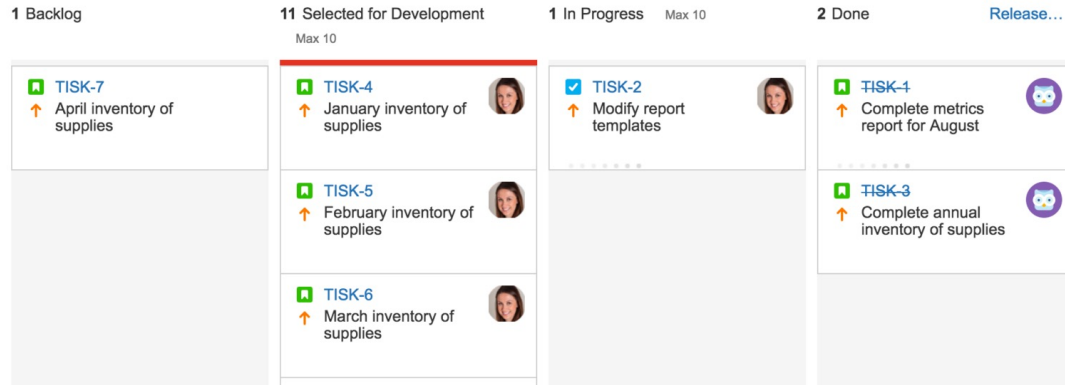 1 Backlog
11 Selected for Development
Max 10
1 In Progress Max 10
2 Done
Release...
TISK-7
April inventory of
supplies
TISK-4
January inventory of
supplies
TISK-5
February inventory of
supplies
TISK-6
March inventory of
supplies
TISK-2
Modify report
templates
TISK-1
Complete metrics
report for August
TISK-3
Complete annual
inventory of supplies